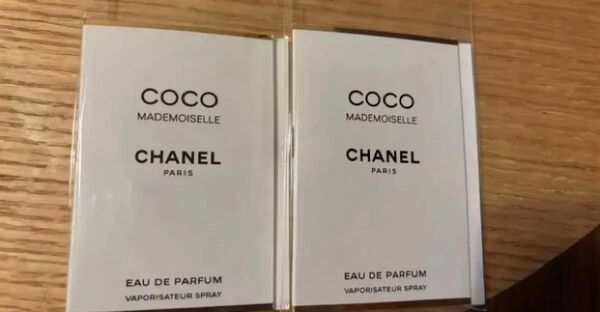 COCO
MADEMOISELLE
CHANEL
PARIS
EAU DE PARFUM
VAPORISATEUR SPRAY
COCO
MADEMOISELLE
CHANEL
PARIS
EAU DE PARFUM
VAPORISATEUR SPRAY